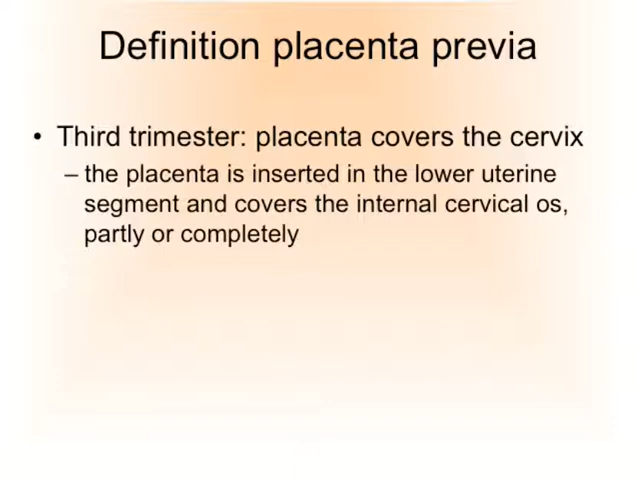 Definition placenta previa
• Third trimester: placenta covers the cervix
– the placenta is inserted in the lower uterine
segment and covers the internal cervical os,
partly or completely